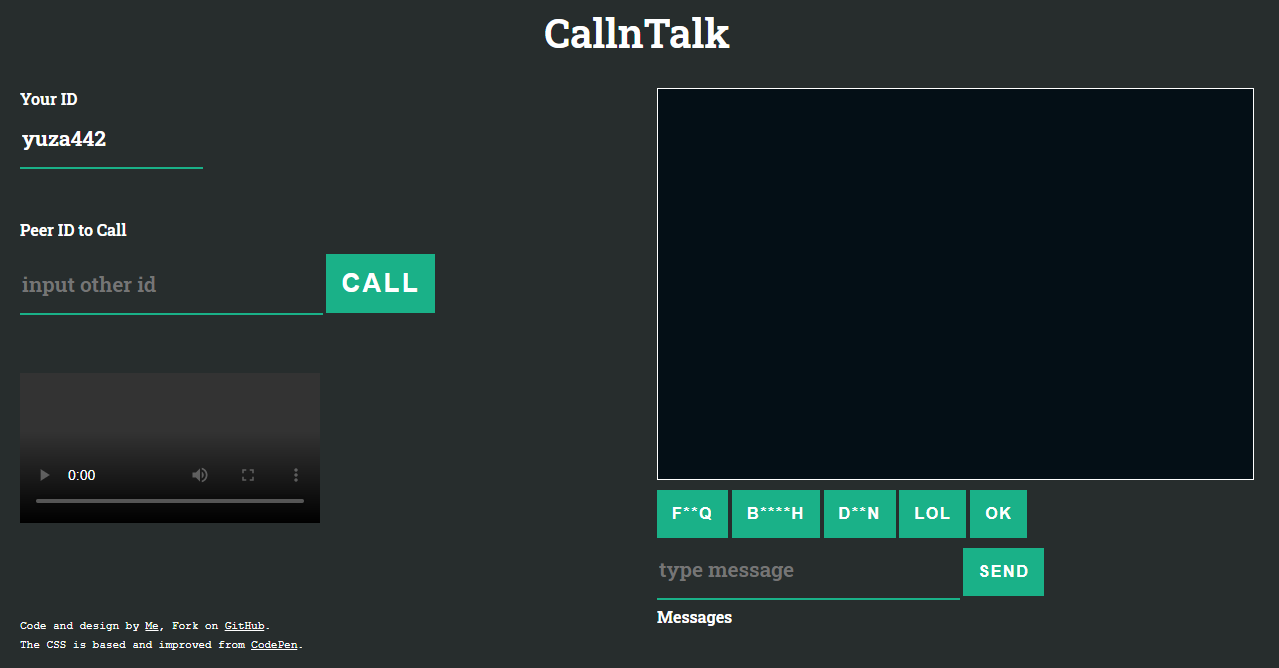 CallnTalk
Your ID
yuza442
Peer ID to Call
input other id
CALL
0:00
F**Q B****H D**N LOL OK
type message
SEND
Messages
Code and design by Me, Fork on GitHub.
The CSS is based and improved from CodePen.